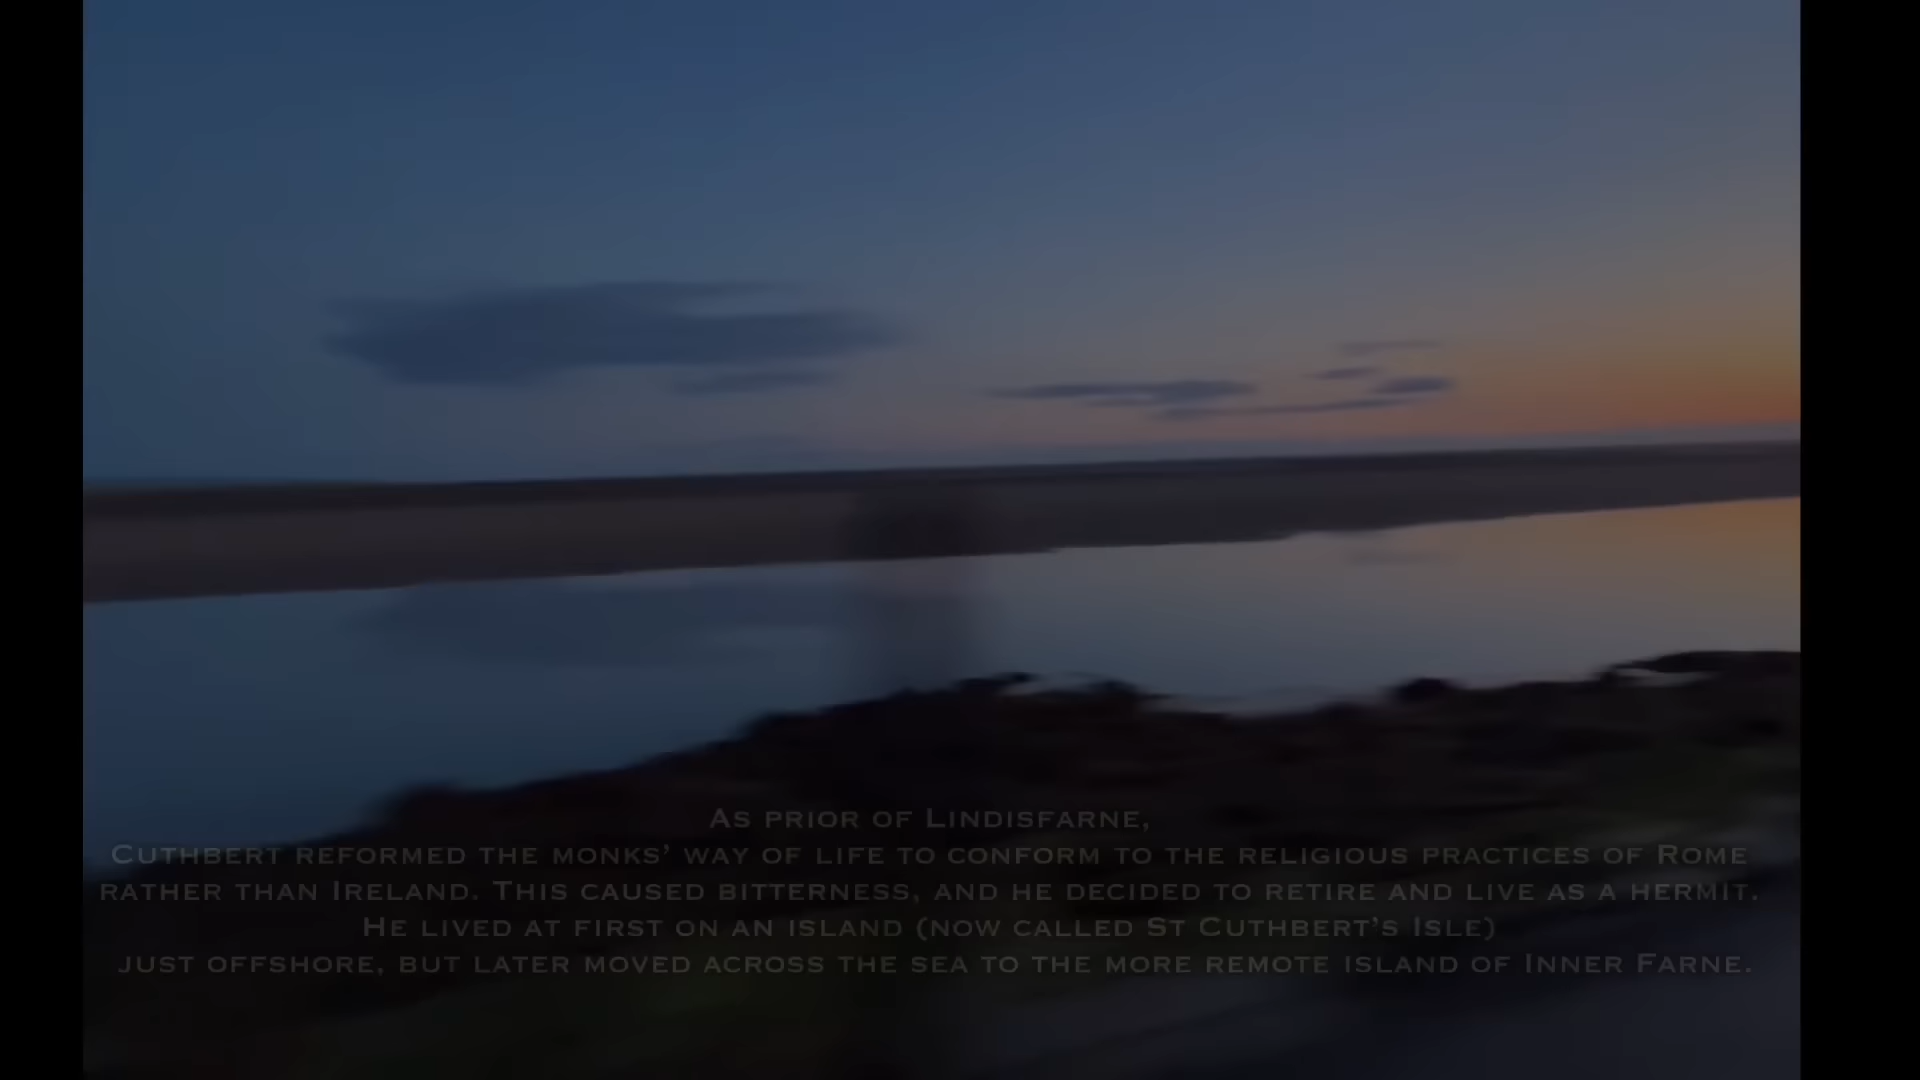 As prior of Lindisfarne,
Cuthbert reformed the monks’ way of life to conform to the religious practices of Rome
rather than Ireland. This caused bitterness, and he decided to retire and live as a hermit.
He lived at first on an island (now called St Cuthbert’s Isle)
just offshore, but later moved across the sea to the more remote island of Inner Farne.